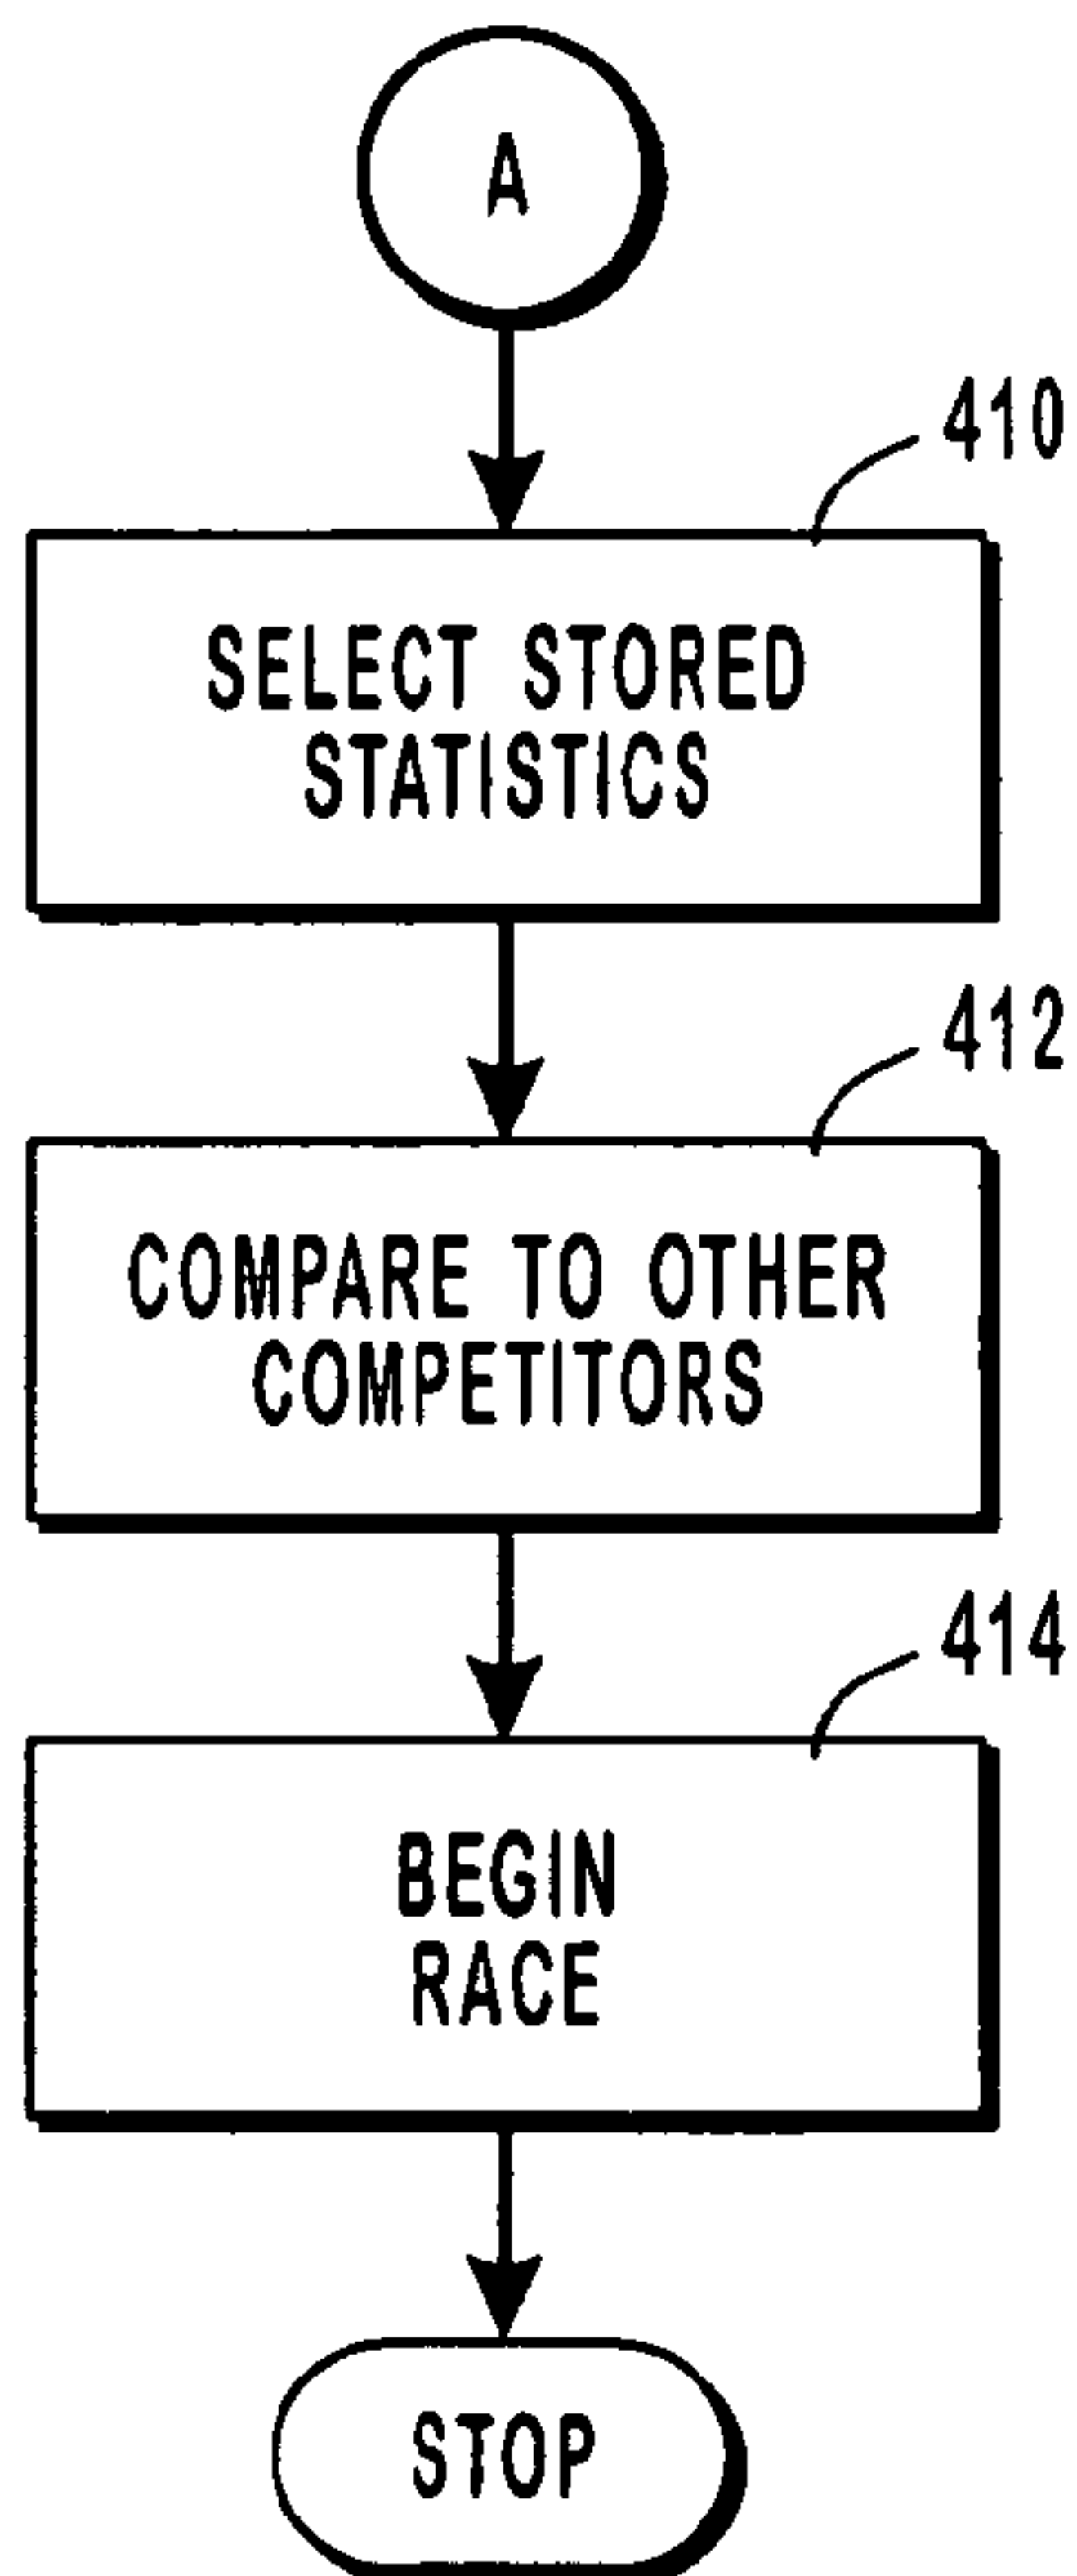 A
410
SELECT STORED
STATISTICS
412
COMPARE TO OTHER
COMPETITORS
414
BEGIN
RACE
STOP